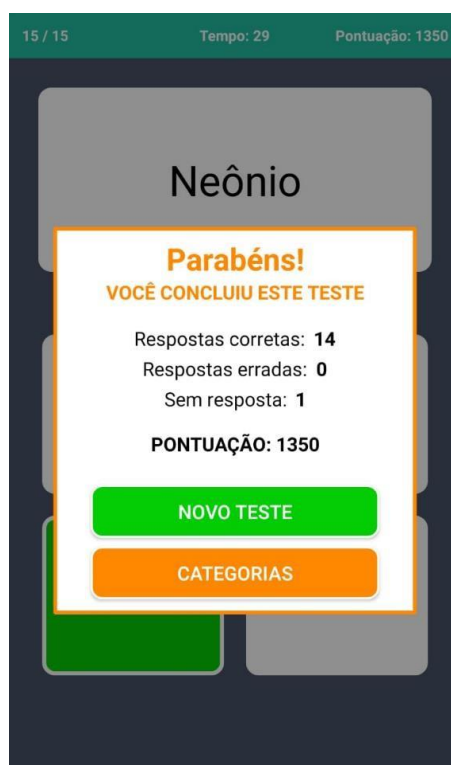 15 / 15 Tempo: 29 Pontuação: 1350
Neônio
Parabéns!
VOCÊ CONCLUIU ESTE TESTE
Respostas corretas: 14
Respostas erradas: 0
Sem resposta: 1
PONTUAÇÃO: 1350
NOVO TESTE
CATEGORIAS